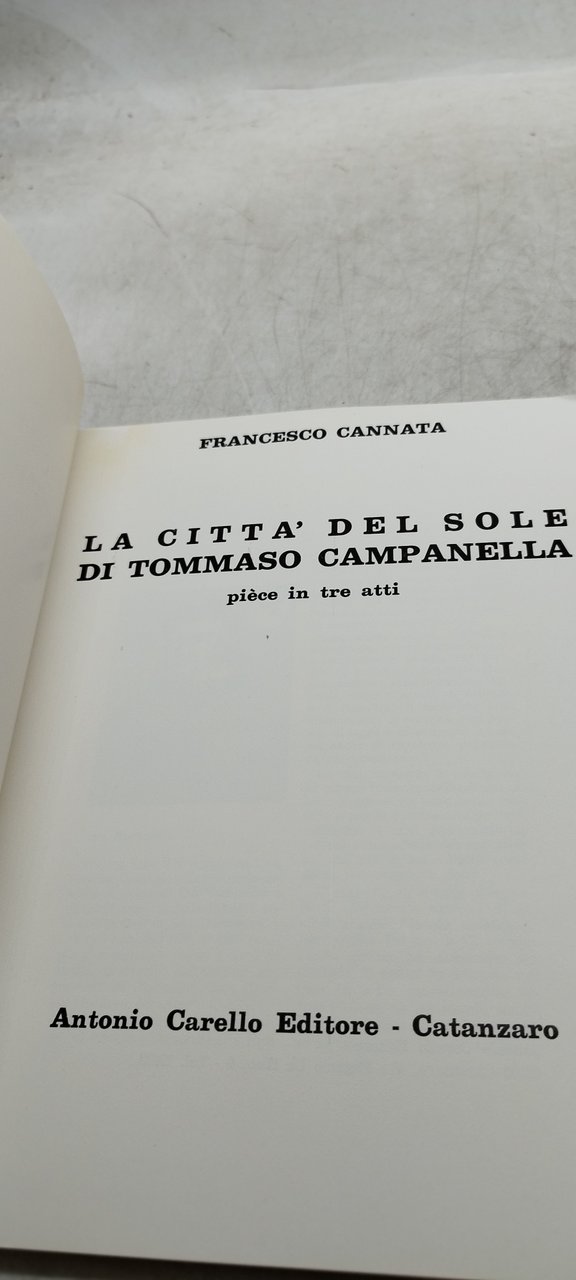 FRANCESCO CANNATA
LA CITTA' DEL SOLE
DI TOMMASO CAMPANELLA
pièce in tre atti
Antonio Carello Editore - Catanzaro